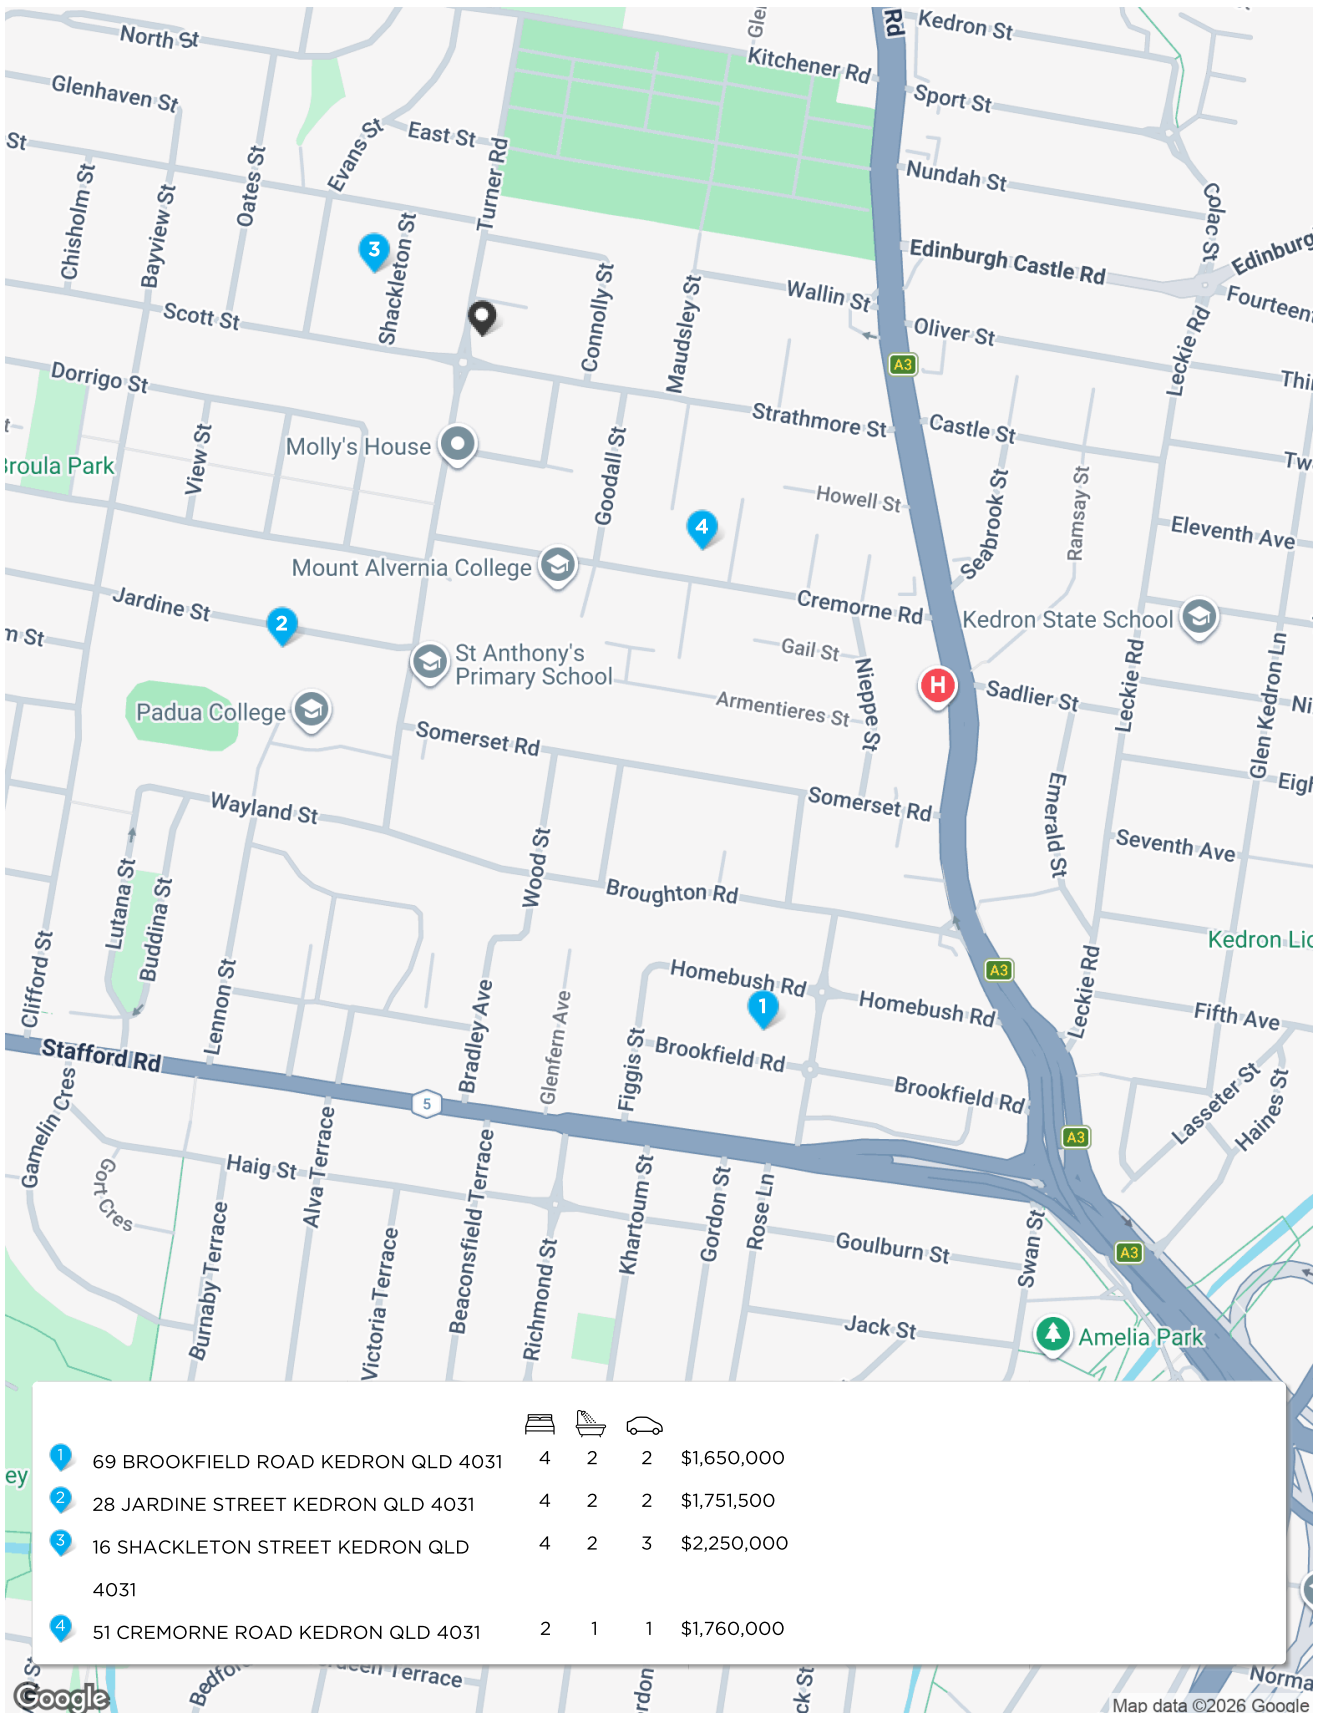 North St
Kedron St
Rd
Kitchener Rd
Glenhaven St
Sport St
St
Evans St
East St
Turner Rd
Nundah St
Chisholm St
Bayview St
Oates St
Colac St
3
Shackleton St
Edinburgh Castle Rd
Connolly St
Maudsley St
Wallin St
Scott St
Oliver St
Leckie Rd
A3
Dorrigo St
Strathmore St
Castle St
View St
Molly's House
Goodall St
Howell St
Seabrook St
Ramsay St
Eleventh Ave
4
Mount Alvernia College
Jardine St
Cremorne Rd
Kedron State School
2
St Anthony's
Primary School
Gail St
Nieppe St
H
Sadlier St
Leckie Rd
Glen Kedron Ln
Padua College
Armentieres St
Somerset Rd
Wayland St
Somerset Rd
Emerald St
Seventh Ave
Lutana St
Buddina St
Wood St
Broughton Rd
Clifford St
Lennon St
Homebush Rd
A3
Leckie Rd
1
Homebush Rd
Fifth Ave
Stafford Rd
Bradley Ave
Glenfern Ave
Figgis St
Brookfield Rd
Brookfield Rd
5
Lasseter St
Haines St
Gamelin Cres
Gort Cres
Haig St
Alva Terrace
A3
Burnaby Terrace
Victoria Terrace
Beaconsfield Terrace
Richmond St
Khartoum St
Gordon St
Rose Ln
Goulburn St
Swan St
A3
Jack St
Amelia Park
1 69 BROOKFIELD ROAD KEDRON QLD 4031 4 2 2 $1,650,000
2 28 JARDINE STREET KEDRON QLD 4031 4 2 2 $1,751,500
3 16 SHACKLETON STREET KEDRON QLD 4 2 3 $2,250,000
4031
4 51 CREMORNE ROAD KEDRON QLD 4031 2 1 1 $1,760,000
Google
Map data ©2026 Google